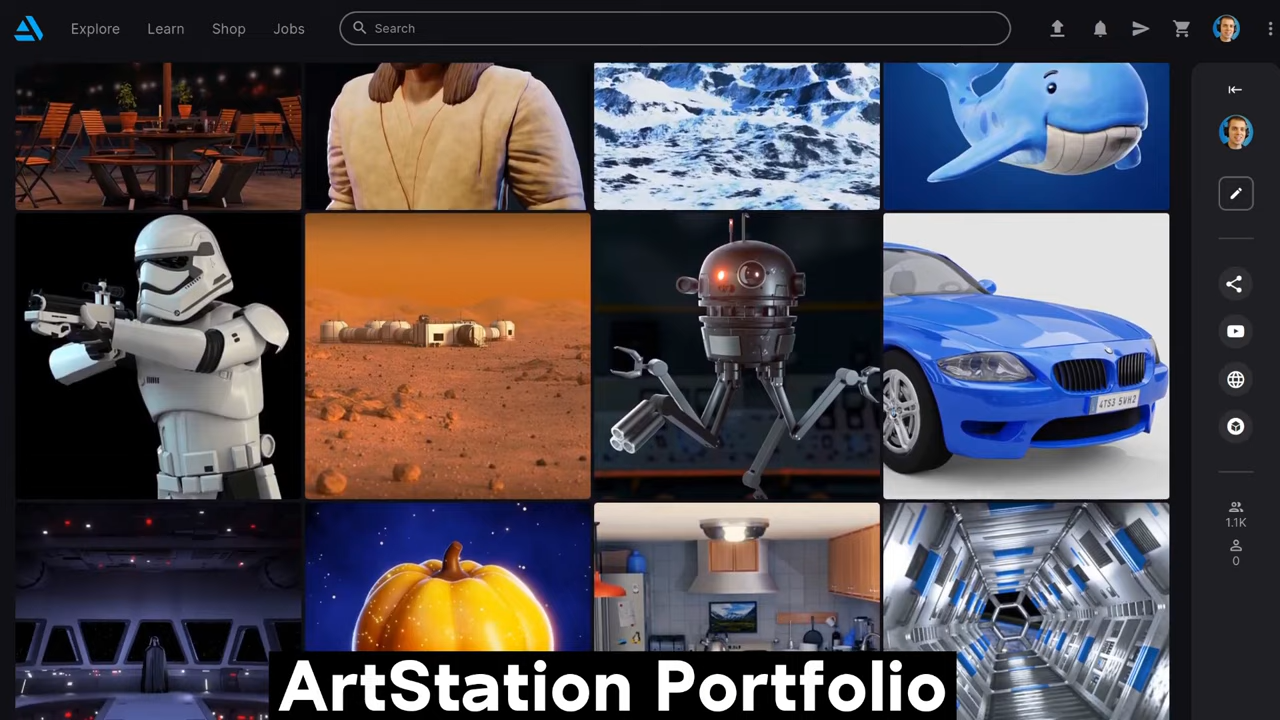 Explore Learn Shop Jobs Search
4TS3 5VHZ
1.1K
0
ArtStation Portfolio